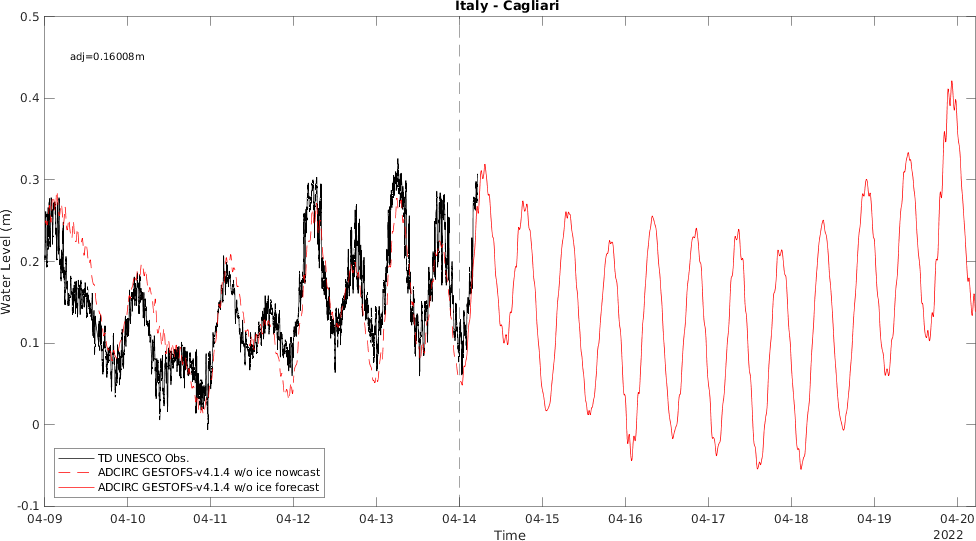 Italy - Cagliari
0.5
adj=0.16008m
0.4
0.3
0.2
0.1
0
-0.1
Water Level (m)
TD UNESCO Obs.
ADCIRC GESTOFS-v4.1.4 w/o ice nowcast
ADCIRC GESTOFS-v4.1.4 w/o ice forecast
04-09 04-10 04-11 04-12 04-13 04-14 04-15 04-16 04-17 04-18 04-19 04-20
Time
2022